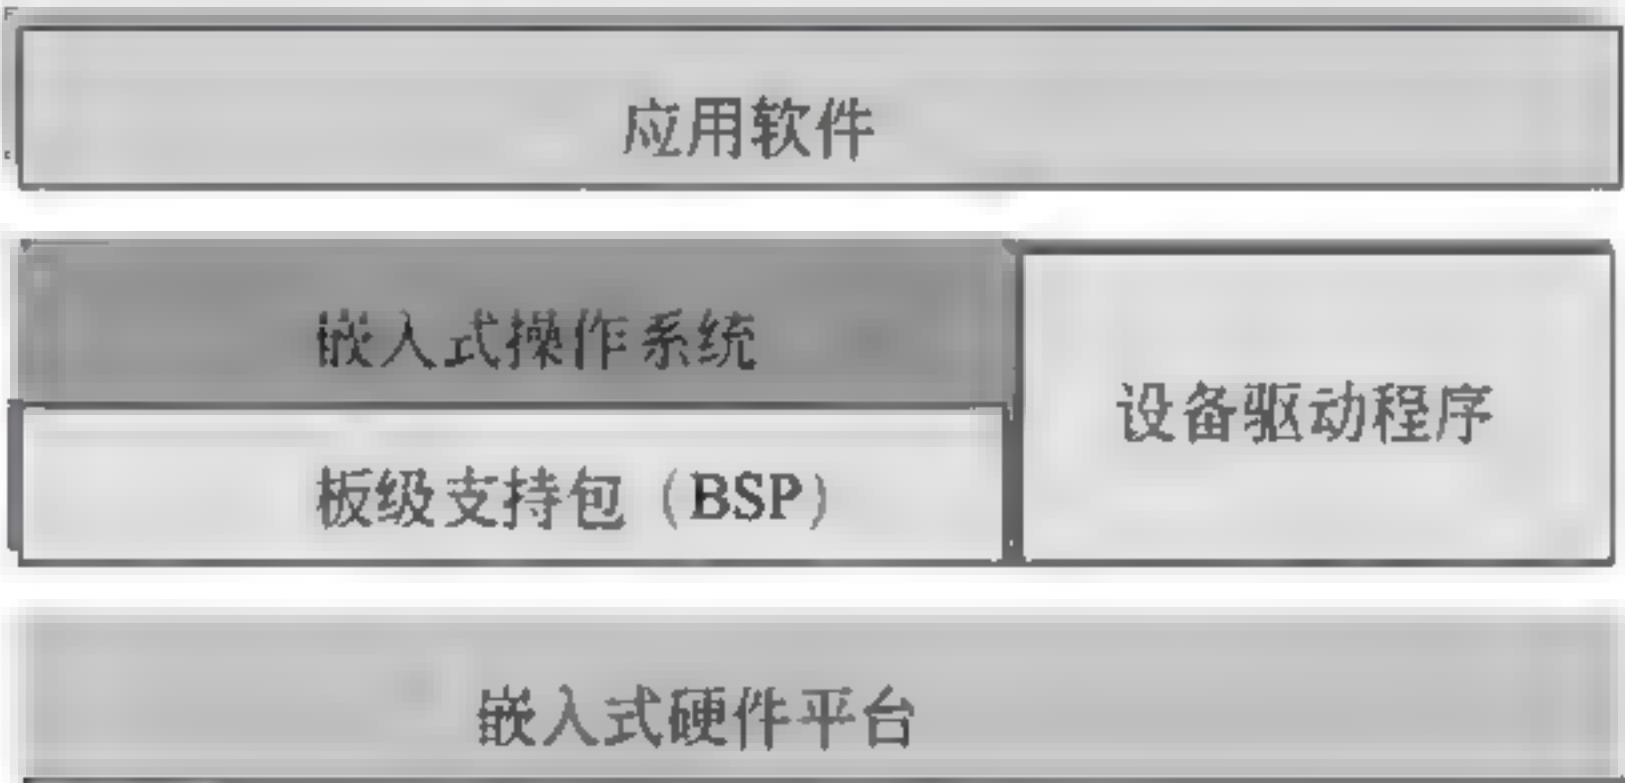 应用软件
嵌入式操作系统
设备驱动程序
板级支持包（BSP）
嵌入式硬件平台